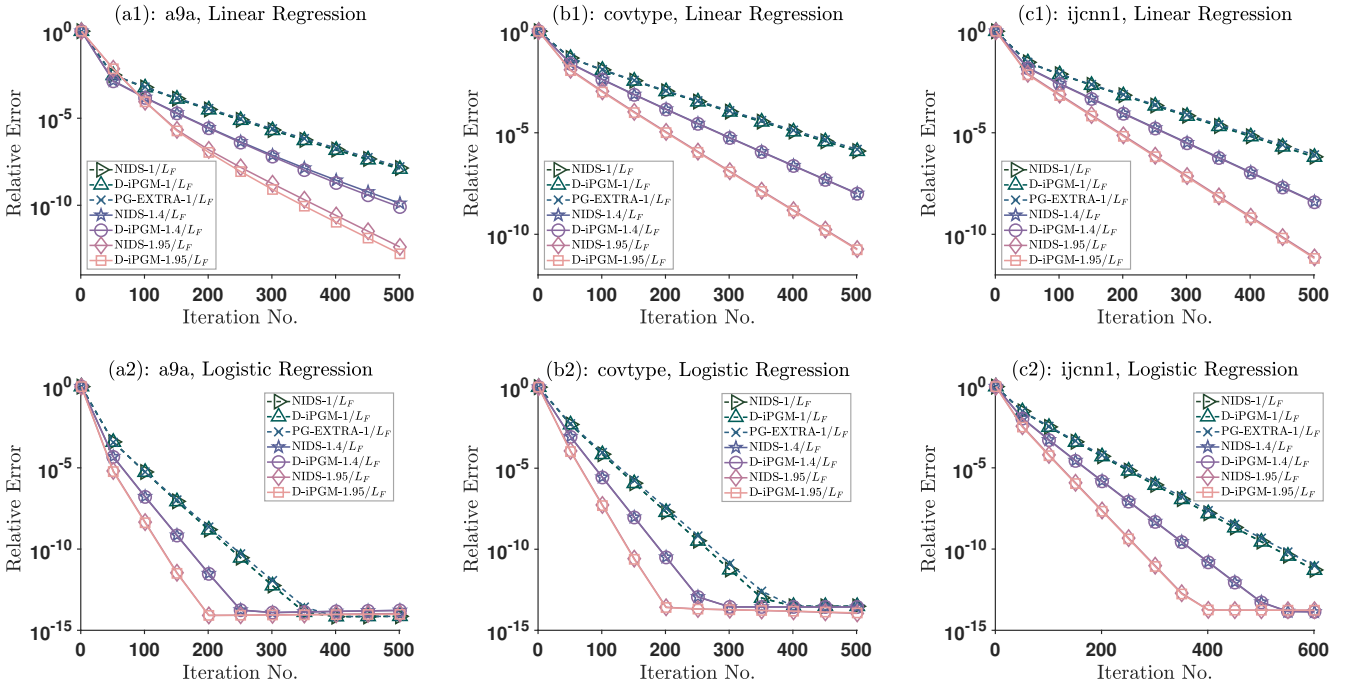 (a1): a9a, Linear Regression
10^0
10^-5
10^-10
Relative Error
NIDS-1/L_F
D-iPGM-1/L_F
PG-EXTRA-1/L_F
NIDS-1.4/L_F
D-iPGM-1.4/L_F
NIDS-1.95/L_F
D-iPGM-1.95/L_F
0 100 200 300 400 500
Iteration No.
(b1): covtype, Linear Regression
10^0
10^-5
10^-10
Relative Error
NIDS-1/L_F
D-iPGM-1/L_F
PG-EXTRA-1/L_F
NIDS-1.4/L_F
D-iPGM-1.4/L_F
NIDS-1.95/L_F
D-iPGM-1.95/L_F
0 100 200 300 400 500
Iteration No.
(c1): ijcnn1, Linear Regression
10^0
10^-5
10^-10
Relative Error
NIDS-1/L_F
D-iPGM-1/L_F
PG-EXTRA-1/L_F
NIDS-1.4/L_F
D-iPGM-1.4/L_F
NIDS-1.95/L_F
D-iPGM-1.95/L_F
0 100 200 300 400 500
Iteration No.
(a2): a9a, Logistic Regression
10^0
10^-5
10^-10
10^-15
Relative Error
NIDS-1/L_F
D-iPGM-1/L_F
PG-EXTRA-1/L_F
NIDS-1.4/L_F
D-iPGM-1.4/L_F
NIDS-1.95/L_F
D-iPGM-1.95/L_F
0 100 200 300 400 500
Iteration No.
(b2): covtype, Logistic Regression
10^0
10^-5
10^-10
10^-15
Relative Error
NIDS-1/L_F
D-iPGM-1/L_F
PG-EXTRA-1/L_F
NIDS-1.4/L_F
D-iPGM-1.4/L_F
NIDS-1.95/L_F
D-iPGM-1.95/L_F
0 100 200 300 400 500
Iteration No.
(c2): ijcnn1, Logistic Regression
10^0
10^-5
10^-10
10^-15
Relative Error
NIDS-1/L_F
D-iPGM-1/L_F
PG-EXTRA-1/L_F
NIDS-1.4/L_F
D-iPGM-1.4/L_F
NIDS-1.95/L_F
D-iPGM-1.95/L_F
0 200 400 600
Iteration No.